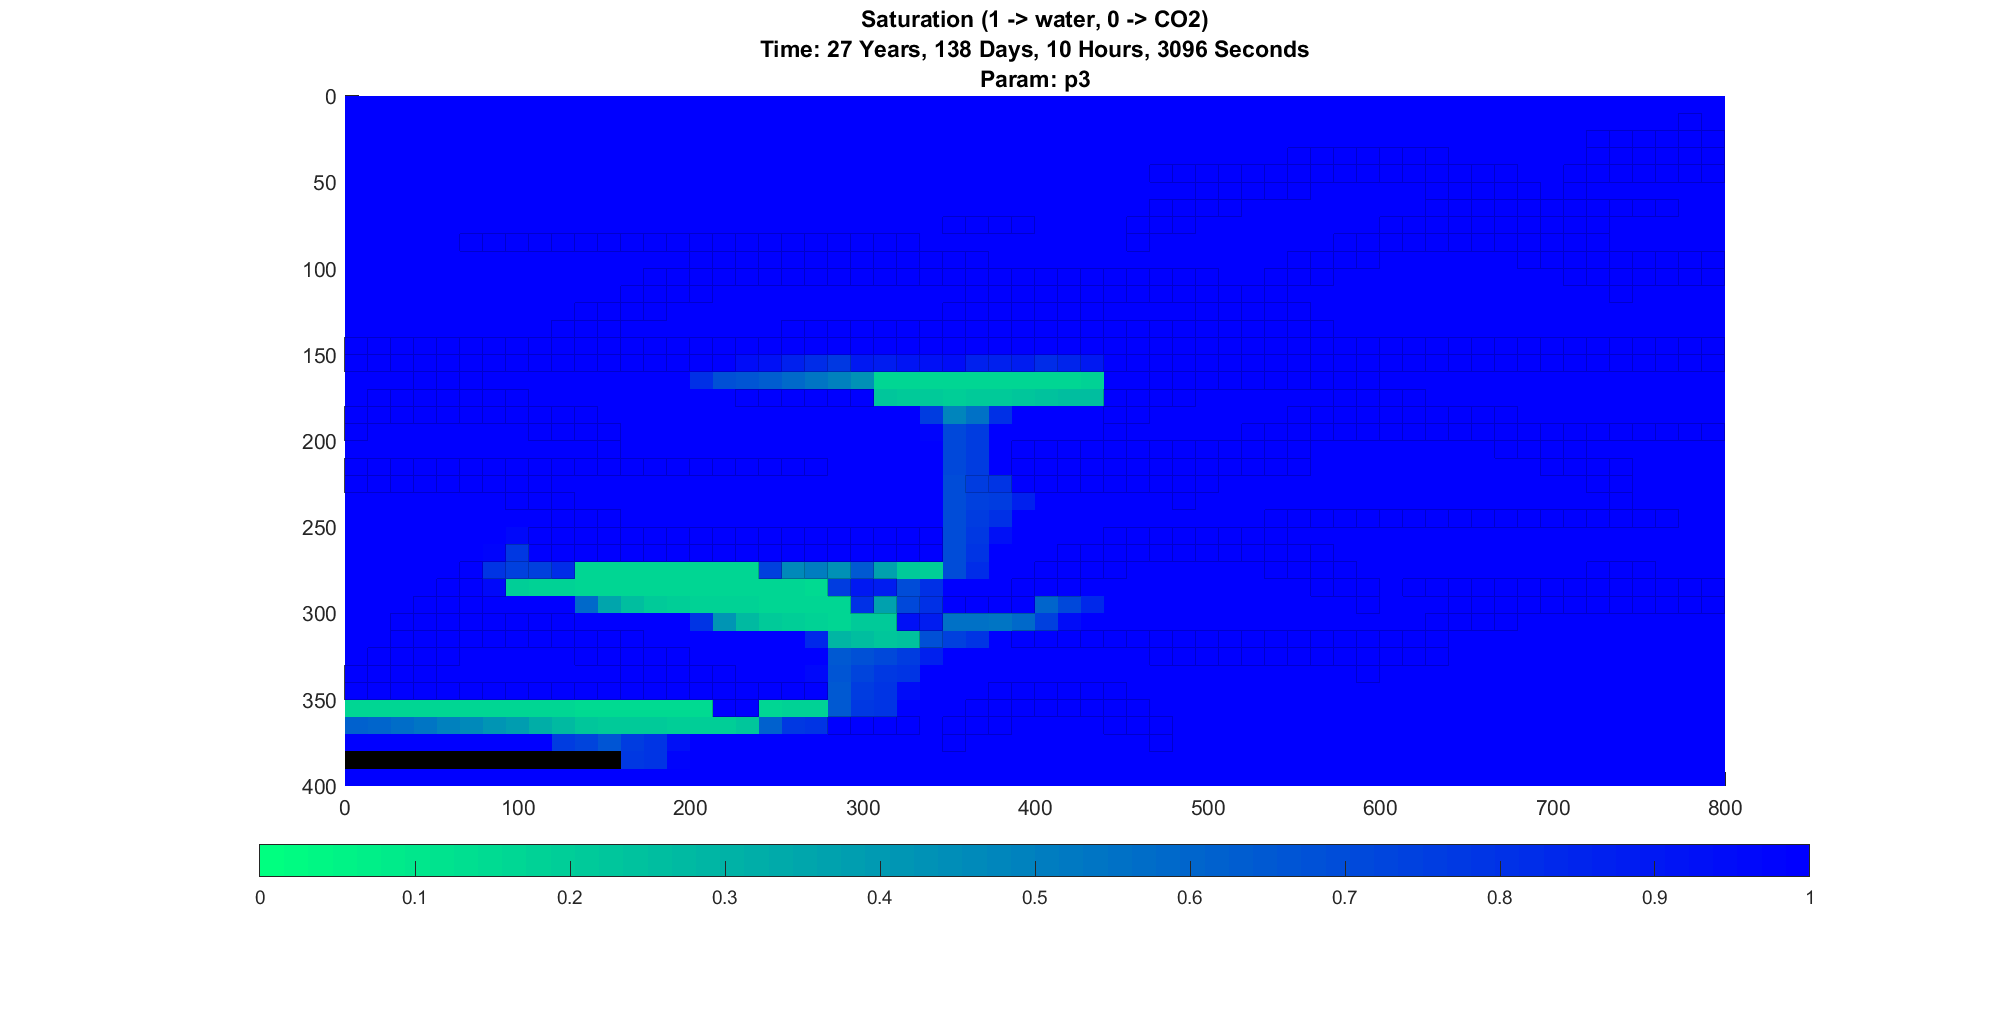 Saturation (1 -> water, 0 -> CO2)
Time: 27 Years, 138 Days, 10 Hours, 3096 Seconds
Param: p3
0
50
100
150
200
250
300
350
400
0 100 200 300 400 500 600 700 800
0 0.1 0.2 0.3 0.4 0.5 0.6 0.7 0.8 0.9 1